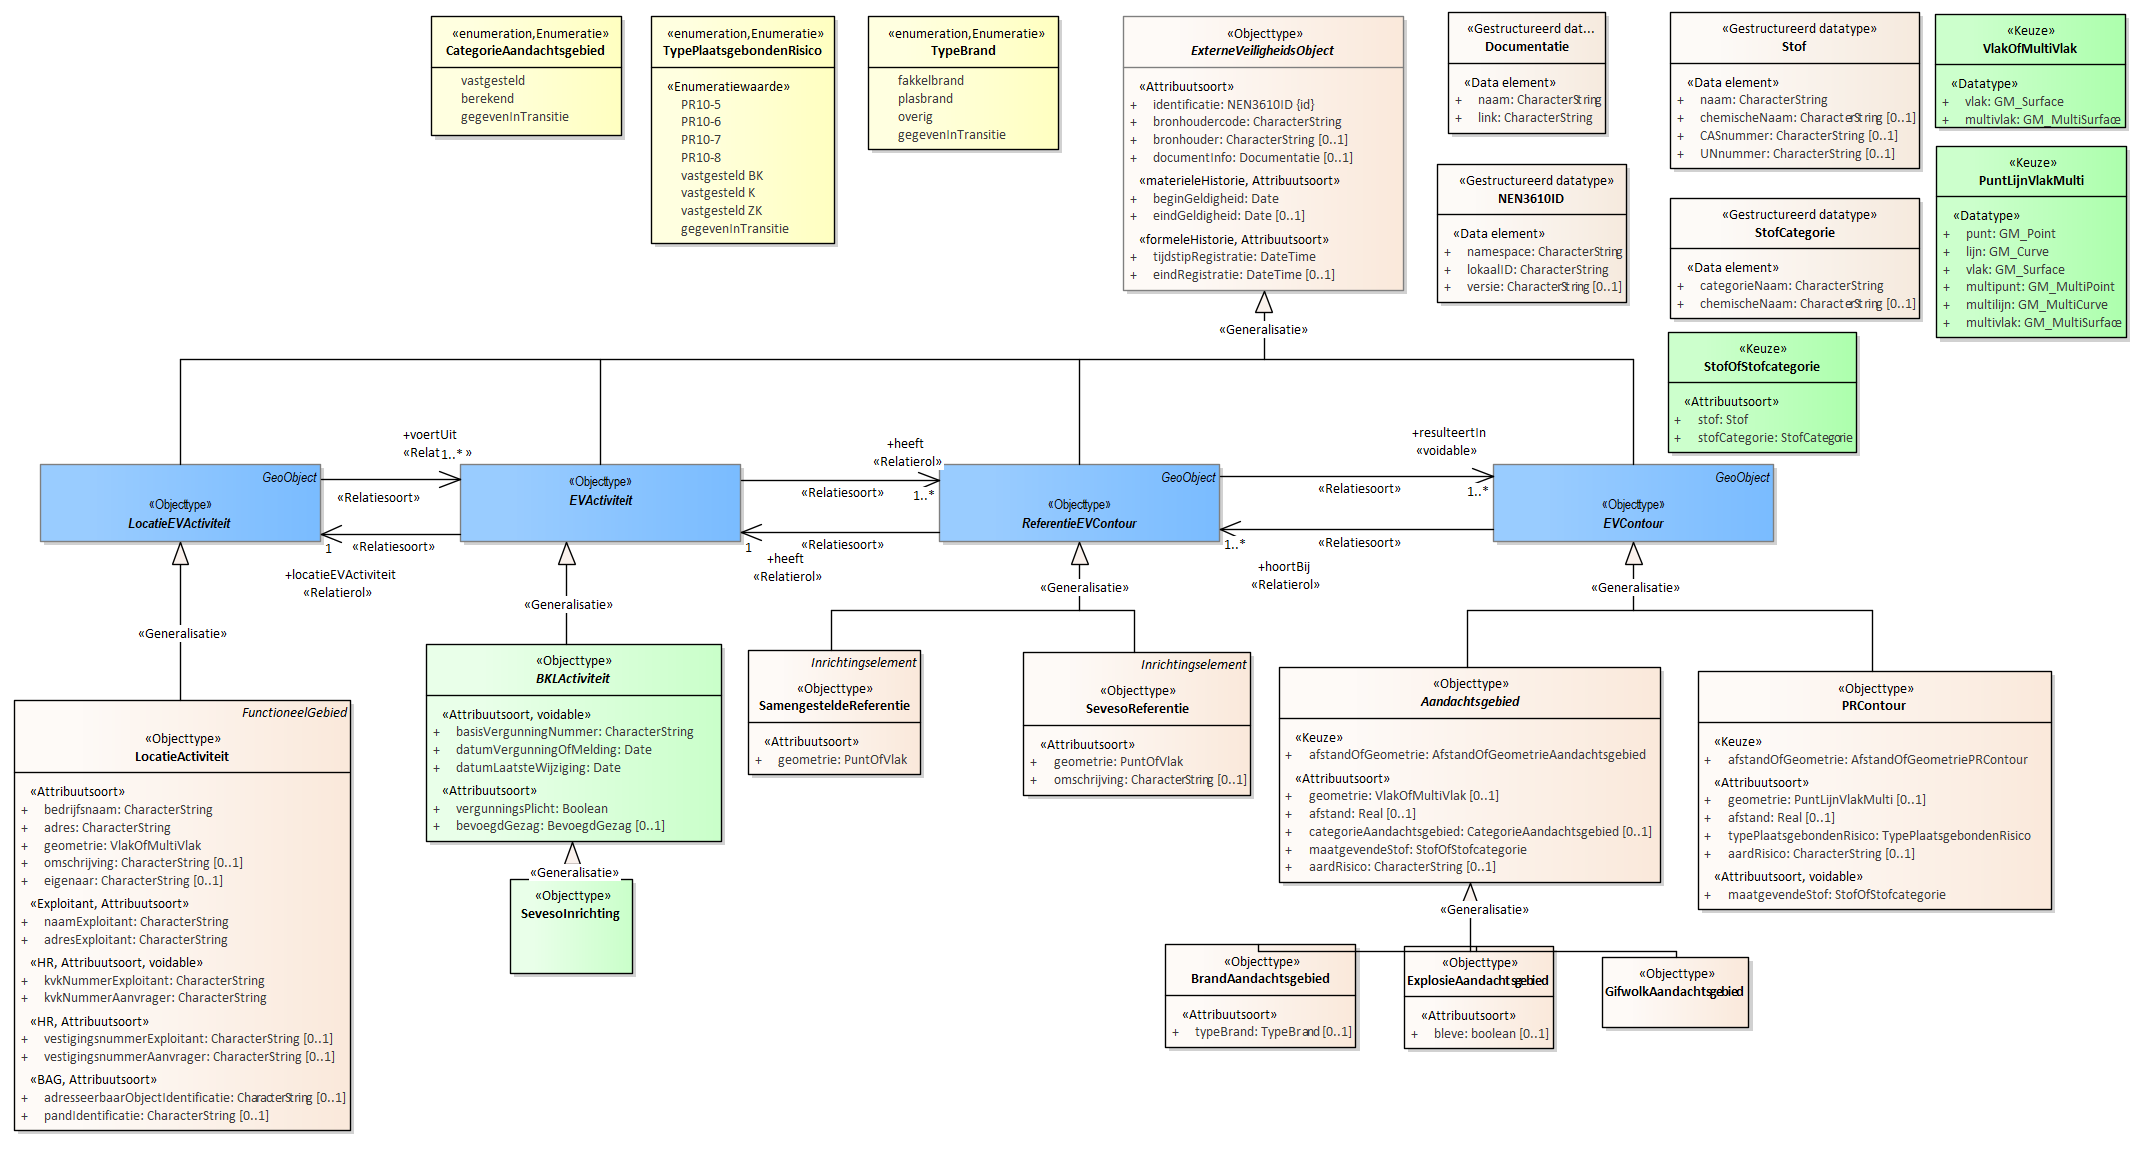 «enumeration,Enumeratie»
CategorieAandachtsgebied
vastgesteld
berekend
gegevenInTransitie
«enumeration,Enumeratie»
TypePlaatsgebondenRisico
«Enumeratiewaarde»
PR10-5
PR10-6
PR10-7
PR10-8
vastgesteld BK
vastgesteld K
vastgesteld ZK
gegevenInTransitie
«enumeration,Enumeratie»
TypeBrand
fakkelbrand
plasbrand
overig
gegevenInTransitie
«Objecttype»
ExterneVeiligheidsObject
«Attribuutsoort»
+ identificatie: NEN3610ID {id}
+ bronhoudercode: CharacterString
+ bronhouder: CharacterString [0..1]
+ documentInfo: Documentatie [0..1]
«materieleHistorie, Attribuutsoort»
+ beginGeldigheid: Date
+ eindGeldigheid: Date [0..1]
«formeleHistorie, Attribuutsoort»
+ tijdstipRegistratie: DateTime
+ eindRegistratie: DateTime [0..1]
«Gestructureerd dat...
Documentatie
«Data element»
+ naam: CharacterString
+ link: CharacterString
«Gestructureerd datatype»
NEN3610ID
«Data element»
+ namespace: CharacterString
+ lokaalID: CharacterString
+ versie: CharacterString [0..1]
«Gestructureerd datatype»
Stof
«Data element»
+ naam: CharacterString
+ chemischeNaam: CharacterString [0..1]
+ CASnummer: CharacterString [0..1]
+ UNnummer: CharacterString [0..1]
«Gestructureerd datatype»
StofCategorie
«Data element»
+ categorieNaam: CharacterString
+ chemischeNaam: CharacterString [0..1]
«Keuze»
StofOfStofcategorie
«Attribuutsoort»
+ stof: Stof
+ stofCategorie: StofCategorie
«Keuze»
VlakOfMultiVlak
«Datatype»
+ vlak: GM_Surface
+ multivlak: GM_MultiSurface
«Keuze»
PuntLijnVlakMulti
«Datatype»
+ punt: GM_Point
+ lijn: GM_Curve
+ vlak: GM_Surface
+ multipunt: GM_MultiPoint
+ multilijn: GM_MultiCurve
+ multivlak: GM_MultiSurface
«Generalisatie»
+voertUit
«Relat 1..* »
«Relatiesoort»
+heeft
«Relatierol»
«Relatiesoort»
1..*
+resulteertIn
«voidable»
«Relatiesoort»
1..*
GeoObject
«Objecttype»
LocatieEVActiviteit
«Objecttype»
EVActiviteit
GeoObject
«Objecttype»
ReferentieEVContour
GeoObject
«Objecttype»
EVContour
1
«Relatiesoort»
+locatieEVActiviteit
«Relatierol»
1
«Relatiesoort»
+heeft
«Relatierol»
1..*
«Relatiesoort»
+hoortBij
«Relatierol»
«Generalisatie»
«Generalisatie»
«Generalisatie»
«Generalisatie»
FunctioneelGebied
«Objecttype»
LocatieActiviteit
«Attribuutsoort»
+ bedrijfsnaam: CharacterString
+ adres: CharacterString
+ geometrie: VlakOfMultiVlak
+ omschrijving: CharacterString [0..1]
+ eigenaar: CharacterString [0..1]
«Exploitant, Attribuutsoort»
+ naamExploitant: CharacterString
+ adresExploitant: CharacterString
«HR, Attribuutsoort, voidable»
+ kvkNummerExploitant: CharacterString
+ kvkNummerAanvrager: CharacterString
«HR, Attribuutsoort»
+ vestigingsnummerExploitant: CharacterString [0..1]
+ vestigingsnummerAanvrager: CharacterString [0..1]
«BAG, Attribuutsoort»
+ adresseerbaarObjectIdentificatie: CharacterString [0..1]
+ pandIdentificatie: CharacterString [0..1]
«Objecttype»
BKLActiviteit
«Attribuutsoort, voidable»
+ basisVergunningNummer: CharacterString
+ datumVergunningOfMelding: Date
+ datumLaatsteWijziging: Date
«Attribuutsoort»
+ vergunningsPlicht: Boolean
+ bevoegdGezag: BevoegdGezag [0..1]
«Generalisatie»
«Objecttype»
SevesoInrichting
Inrichtingselement
«Objecttype»
SamengesteldeReferentie
«Attribuutsoort»
+ geometrie: PuntOfVlak
Inrichtingselement
«Objecttype»
SevesoReferentie
«Attribuutsoort»
+ geometrie: PuntOfVlak
+ omschrijving: CharacterString [0..1]
«Objecttype»
Aandachtsgebied
«Keuze»
+ afstandOfGeometrie: AfstandOfGeometrieAandachtsgebied
«Attribuutsoort»
+ geometrie: VlakOfMultiVlak [0..1]
+ afstand: Real [0..1]
+ categorieAandachtsgebied: CategorieAandachtsgebied [0..1]
+ maatgevendeStof: StofOfStofcategorie
+ aardRisico: CharacterString [0..1]
«Objecttype»
PRContour
«Keuze»
+ afstandOfGeometrie: AfstandOfGeometriePRContour
«Attribuutsoort»
+ geometrie: PuntLijnVlakMulti [0..1]
+ afstand: Real [0..1]
+ typePlaatsgebondenRisico: TypePlaatsgebondenRisico
+ aardRisico: CharacterString [0..1]
«Attribuutsoort, voidable»
+ maatgevendeStof: StofOfStofcategorie
«Generalisatie»
«Objecttype»
BrandAandachtsgebied
«Attribuutsoort»
+ typeBrand: TypeBrand [0..1]
«Objecttype»
ExplosieAandachtsgebied
«Attribuutsoort»
+ bleve: boolean [0..1]
«Objecttype»
GifwolkAandachtsgebied